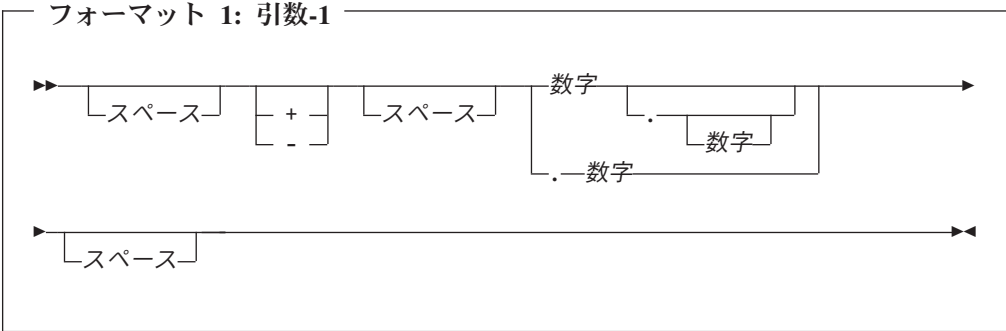 フォーマット 1: 引数-1
スペース + スペース 数字 .
- 数字
. 数字
スペース